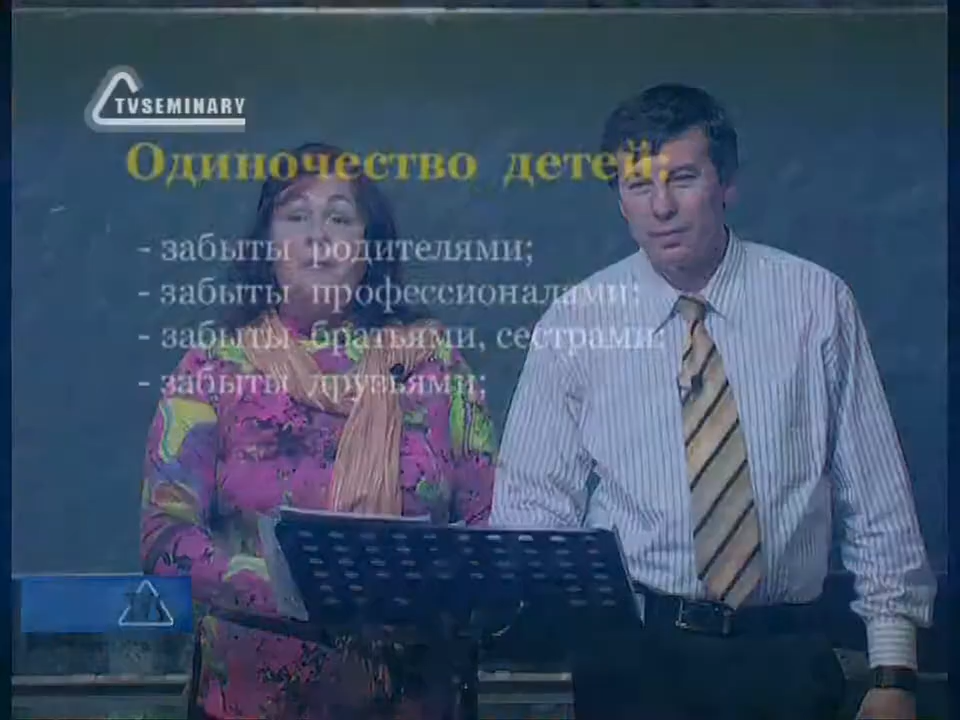 TVSEMINARY
Одиночество детей:
- забыты родителями;
- забыты профессионалами;
- забыты братьями, сестрами;
- забыты друзьями;